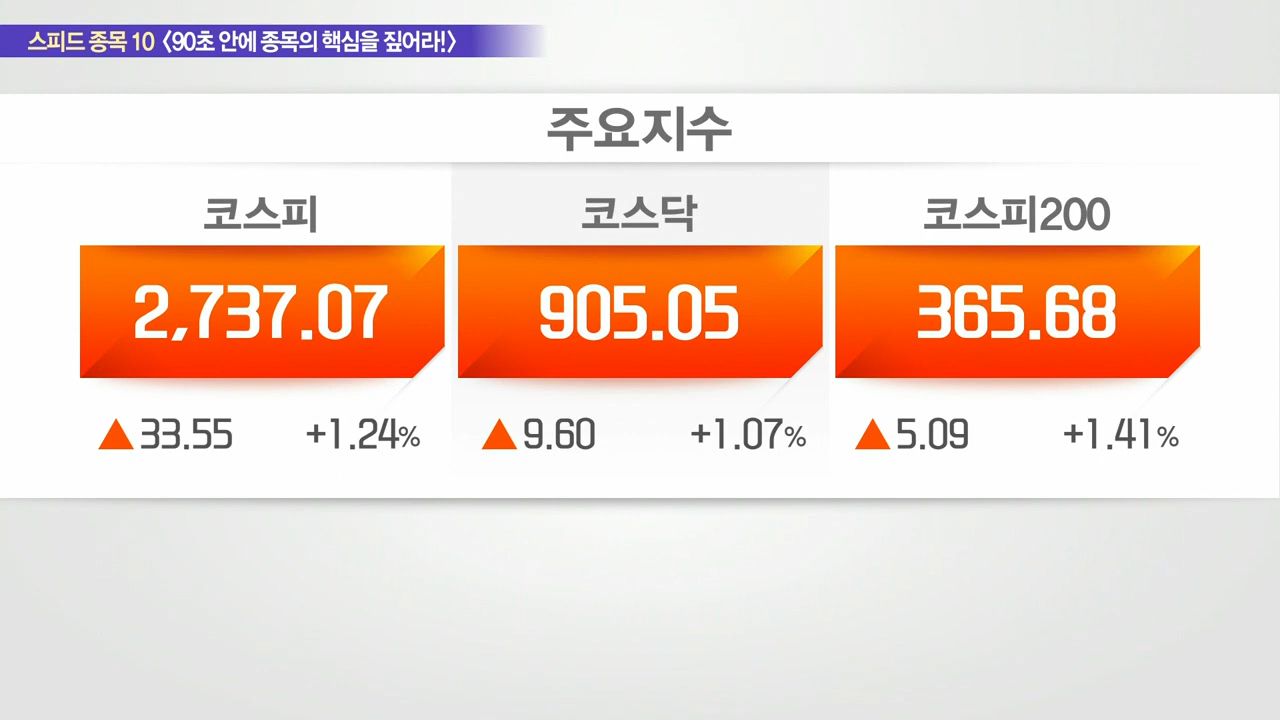 스피드 종목 10 〈90초 안에 종목의 핵심을 짚어라!〉
주요지수
코스피 코스닥 코스피200
2,737.07 905.05 365.68
▲33.55 +1.24% ▲9.60 +1.07% ▲5.09 +1.41%